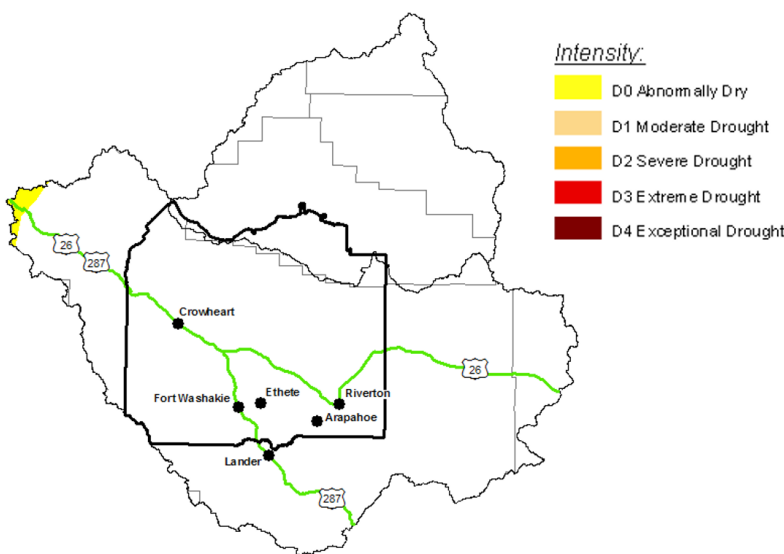 Intensity:
D0 Abnormally Dry
D1 Moderate Drought
D2 Severe Drought
D3 Extreme Drought
D4 Exceptional Drought
26
287
Crowheart
26
Fort Washakie
Ethete
Riverton
Arapahoe
Lander
287